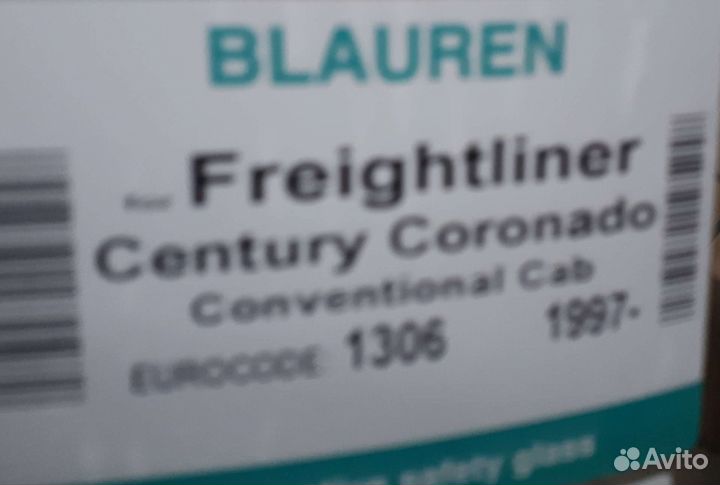 BLAUREN
Freightliner
Century Coronado
Conventional Cab
EUROCODE 1306 1997-
safety glass
Avito